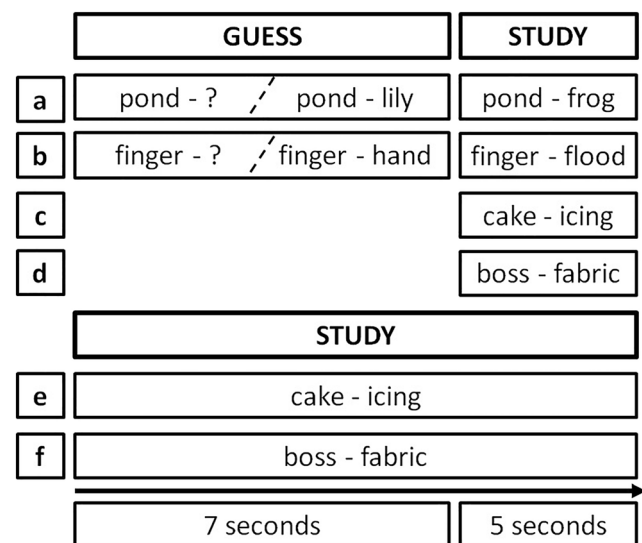 GUESS STUDY
a pond - ? / pond - lily pond - frog
b finger - ? / finger - hand finger - flood
c cake - icing
d boss - fabric
STUDY
e cake - icing
f boss - fabric
7 seconds 5 seconds